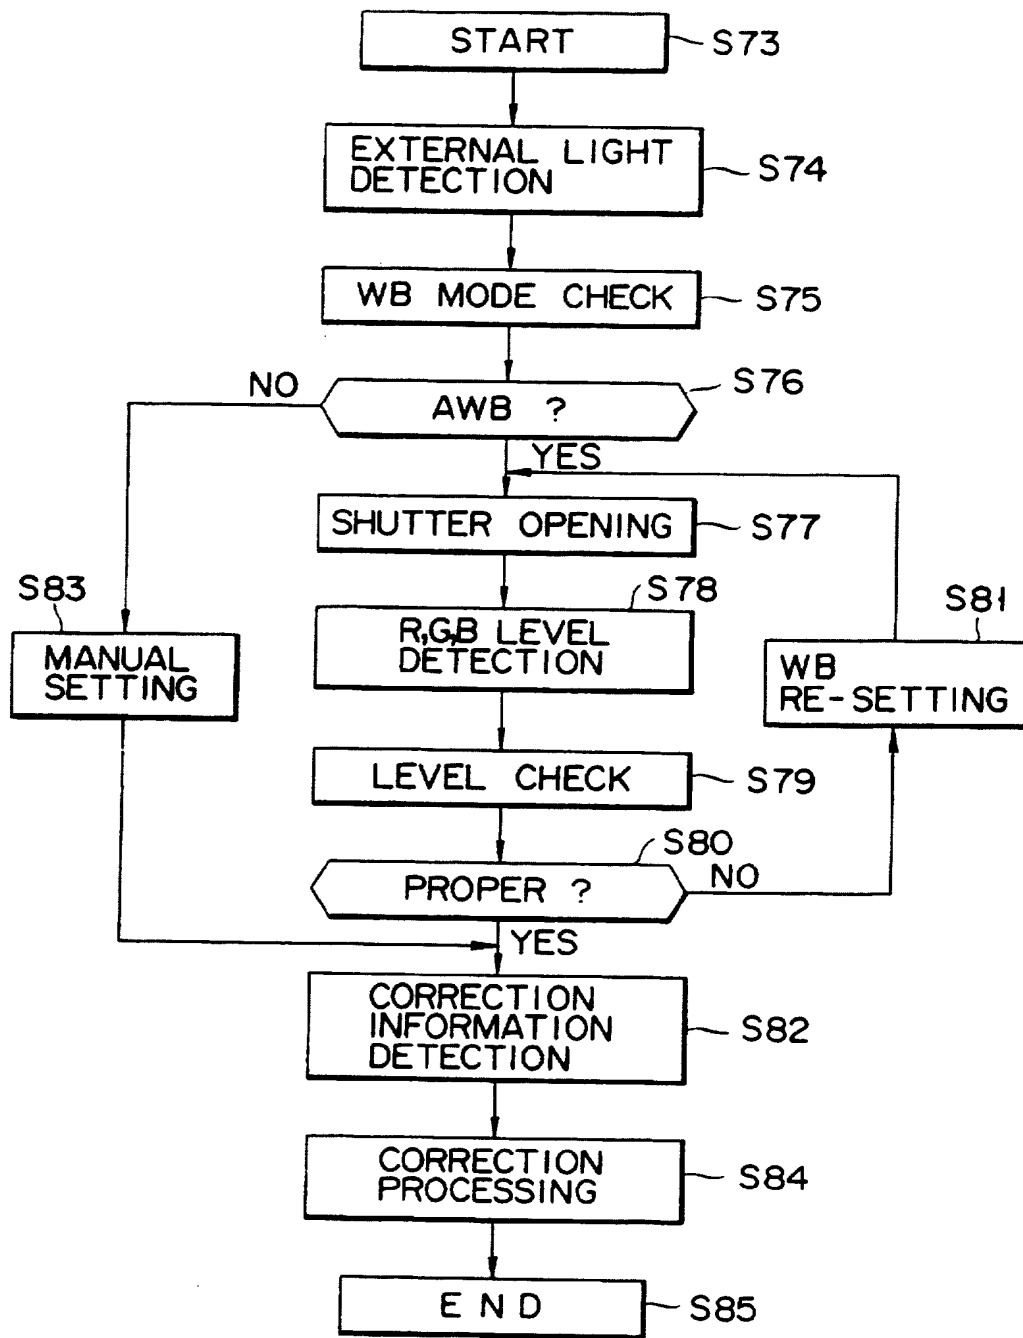 START
S73
EXTERNAL LIGHT
DETECTION
S74
WB MODE CHECK
S75
S76
NO
AWB ?
YES
SHUTTER OPENING
S77
S83
S78
S81
MANUAL
SETTING
R,G,B LEVEL
DETECTION
WB
RE-SETTING
LEVEL CHECK
S79
S80
PROPER ?
NO
YES
CORRECTION
INFORMATION
DETECTION
S82
CORRECTION
PROCESSING
S84
END
S85